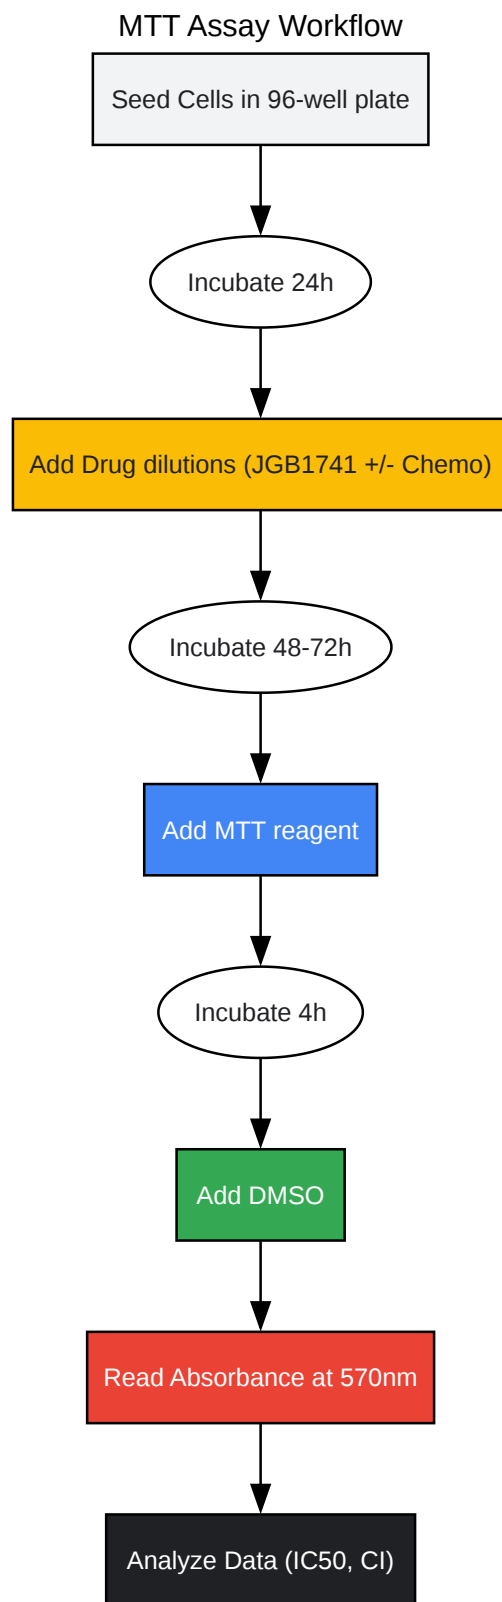 MTT Assay Workflow
Seed Cells in 96-well plate
Incubate 24h
Add Drug dilutions (JGB1741 +/- Chemo)
Incubate 48-72h
Add MTT reagent
Incubate 4h
Add DMSO
Read Absorbance at 570nm
Analyze Data (IC50, CI)